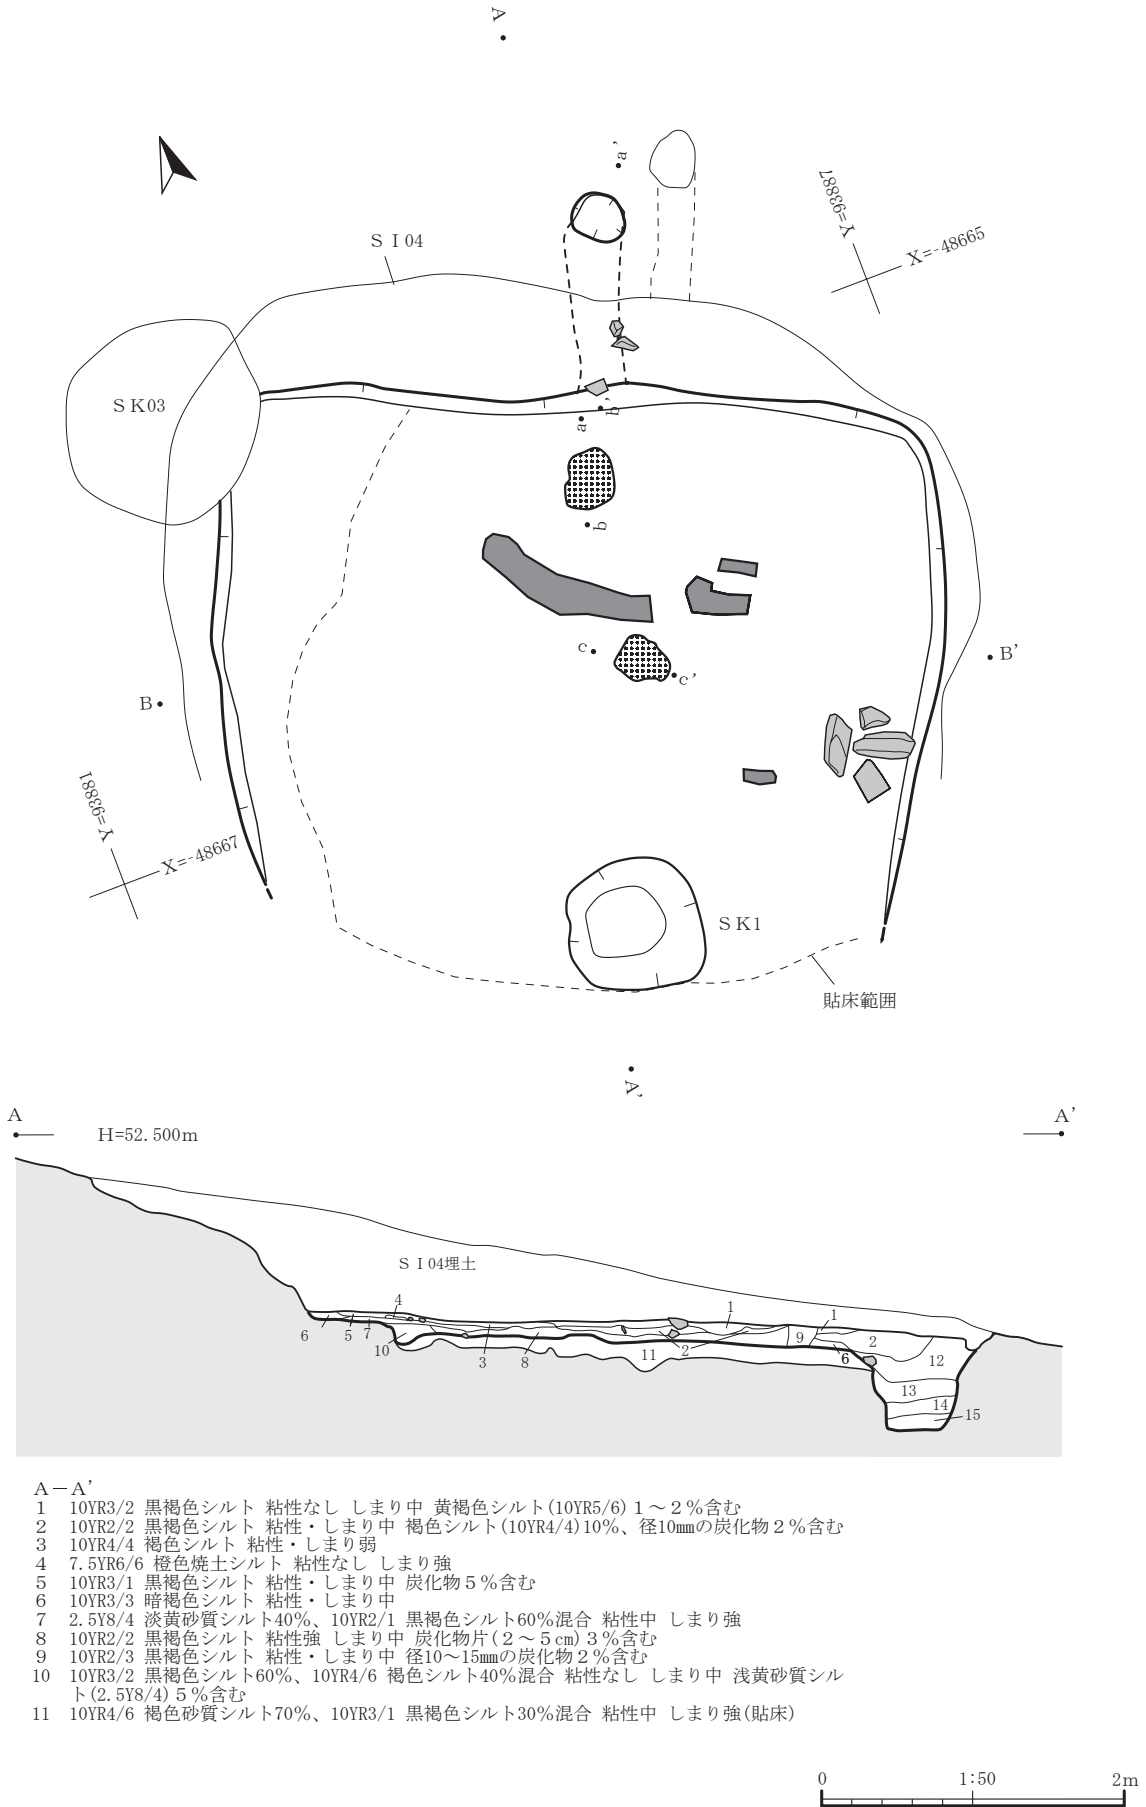 A
a'
Y=93887
X=-48665
ＳＩ04
ＳＫ03
b'
a
b
c
c'
B'
B
Y=93881
X=-48667
ＳＫ1
貼床範囲
A'
A
A'
H=52.500m
ＳＩ04埋土
4
1
1
6
5
7
9
2
10
3
8
11
2
6
12
13
14
15
A－A'
1 10YR3/2 黒褐色シルト 粘性なし しまり中 黄褐色シルト(10YR5/6)１～２％含む
2 10YR2/2 黒褐色シルト 粘性・しまり中 褐色シルト(10YR4/4)10％、径10㎜の炭化物２％含む
3 10YR4/4 褐色シルト 粘性・しまり弱
4 7.5YR6/6 橙色焼土シルト 粘性なし しまり強
5 10YR3/1 黒褐色シルト 粘性・しまり中 炭化物５％含む
6 10YR3/3 暗褐色シルト 粘性・しまり中
7 2.5Y8/4 淡黄砂質シルト40％、10YR2/1 黒褐色シルト60％混合 粘性中 しまり強
8 10YR2/2 黒褐色シルト 粘性強 しまり中 炭化物片(２～５㎝)３％含む
9 10YR2/3 黒褐色シルト 粘性・しまり中 径10～15㎜の炭化物２％含む
10 10YR3/2 黒褐色シルト60％、10YR4/6 褐色シルト40％混合 粘性なし しまり中 浅黄砂質シル
ト(2.5Y8/4)５％含む
11 10YR4/6 褐色砂質シルト70％、10YR3/1 黒褐色シルト30％混合 粘性中 しまり強(貼床)
0 1:50 2m